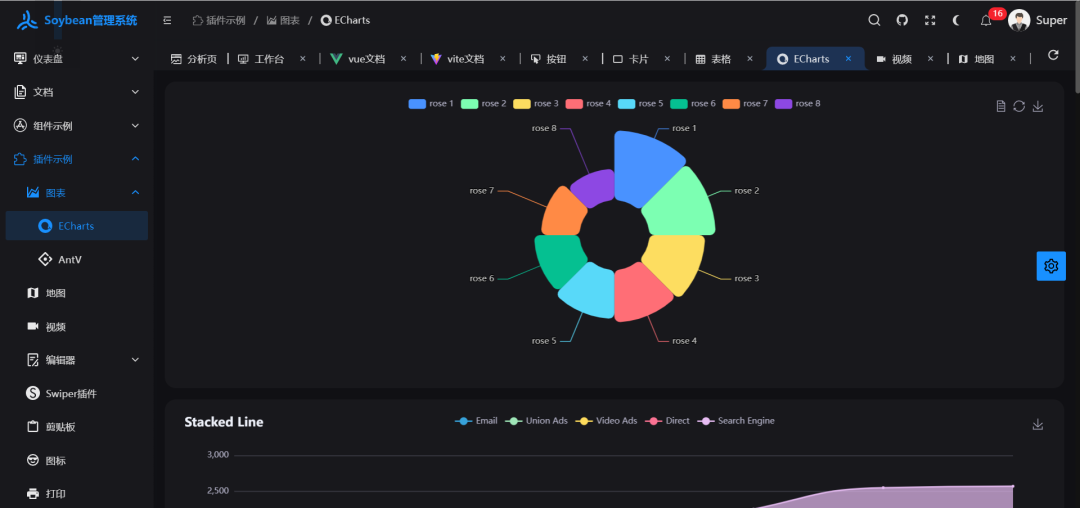 Soybean管理系统
插件示例 / 图表 / ECharts
16
Super
分析页
工作台
vue文档
vite文档
按钮
卡片
表格
ECharts
视频
地图
仪表盘
文档
组件示例
插件示例
图表
ECharts
AntV
地图
视频
编辑器
Swiper插件
剪贴板
图标
打印
rose 1 rose 2 rose 3 rose 4 rose 5 rose 6 rose 7 rose 8
rose 8
rose 1
rose 7
rose 2
rose 6
rose 3
rose 5
rose 4
Stacked Line
Email Union Ads Video Ads Direct Search Engine
3,000
2,500